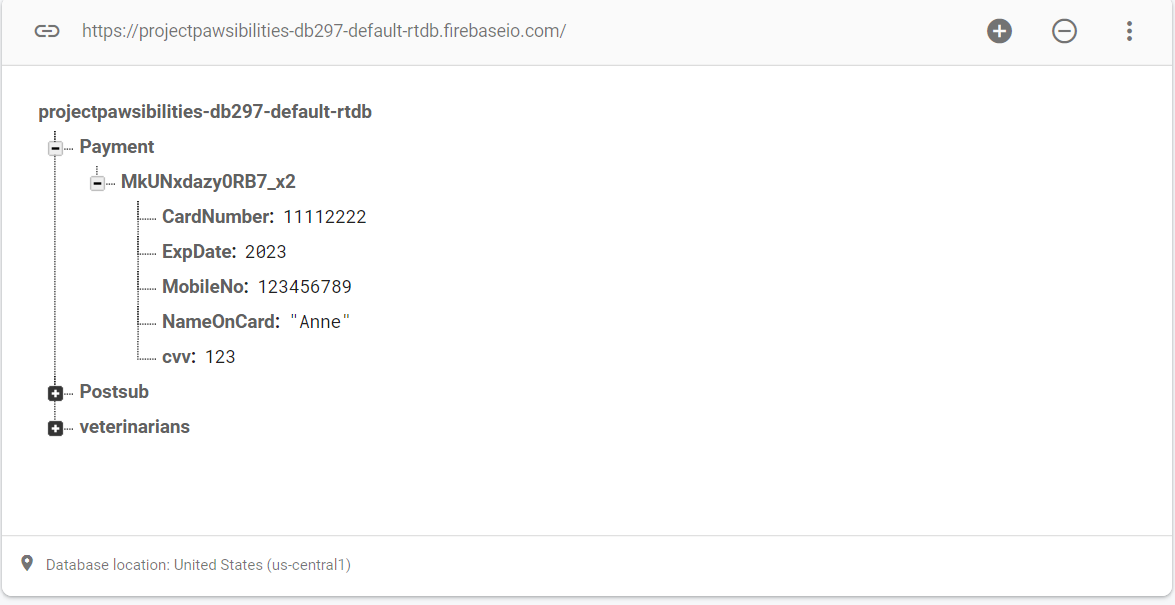 https://projectpawsibilities-db297-default-rtdb.firebaseio.com/
projectpawsibilities-db297-default-rtdb
Payment
MkUNxdazy0RB7_x2
CardNumber: 11112222
ExpDate: 2023
MobileNo: 123456789
NameOnCard: "Anne"
cvv: 123
Postsub
veterinarians
Database location: United States (us-central1)